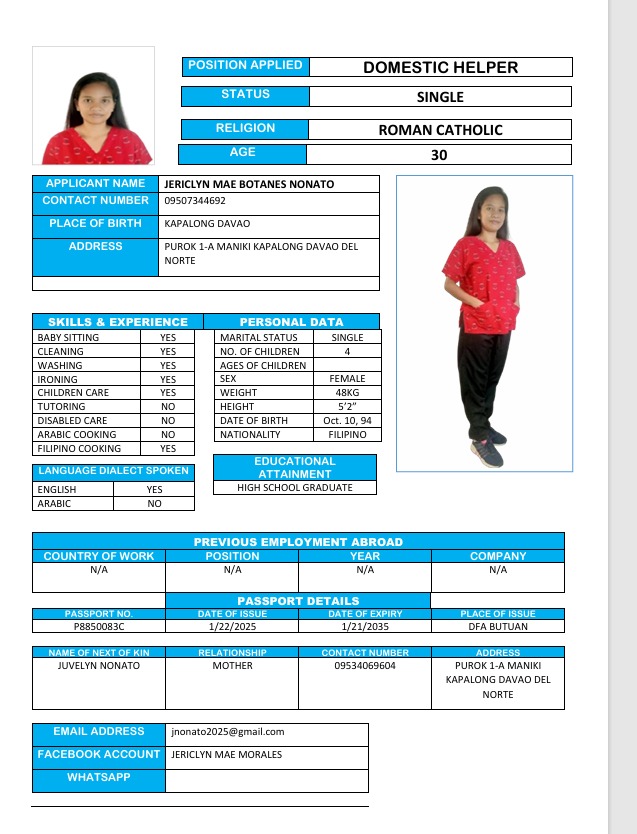 POSITION APPLIED DOMESTIC HELPER
STATUS SINGLE
RELIGION ROMAN CATHOLIC
AGE 30
APPLICANT NAME JERICLYN MAE BOTANES NONATO
CONTACT NUMBER 09507344692
PLACE OF BIRTH KAPALONG DAVAO
ADDRESS PUROK 1-A MANIKI KAPALONG DAVAO DEL
NORTE
SKILLS & EXPERIENCE
BABY SITTING YES
CLEANING YES
WASHING YES
IRONING YES
CHILDREN CARE YES
TUTORING NO
DISABLED CARE NO
ARABIC COOKING NO
FILIPINO COOKING YES
LANGUAGE DIALECT SPOKEN
ENGLISH YES
ARABIC NO
PERSONAL DATA
MARITAL STATUS SINGLE
NO. OF CHILDREN 4
AGES OF CHILDREN
SEX FEMALE
WEIGHT 48KG
HEIGHT 5’2”
DATE OF BIRTH Oct. 10, 94
NATIONALITY FILIPINO
EDUCATIONAL
ATTAINMENT
HIGH SCHOOL GRADUATE
PREVIOUS EMPLOYMENT ABROAD
COUNTRY OF WORK POSITION YEAR COMPANY
N/A N/A N/A N/A
PASSPORT DETAILS
PASSPORT NO. DATE OF ISSUE DATE OF EXPIRY PLACE OF ISSUE
P8850083C 1/22/2025 1/21/2035 DFA BUTUAN
NAME OF NEXT OF KIN RELATIONSHIP CONTACT NUMBER ADDRESS
JUVELYN NONATO MOTHER 09534069604 PUROK 1-A MANIKI
KAPALONG DAVAO DEL
NORTE
EMAIL ADDRESS jnonato2025@gmail.com
FACEBOOK ACCOUNT JERICLYN MAE MORALES
WHATSAPP